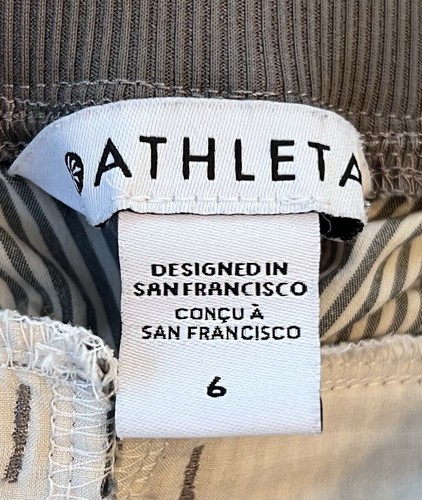 ATHLETA
DESIGNED IN
SAN FRANCISCO
CONÇU À
SAN FRANCISCO
6